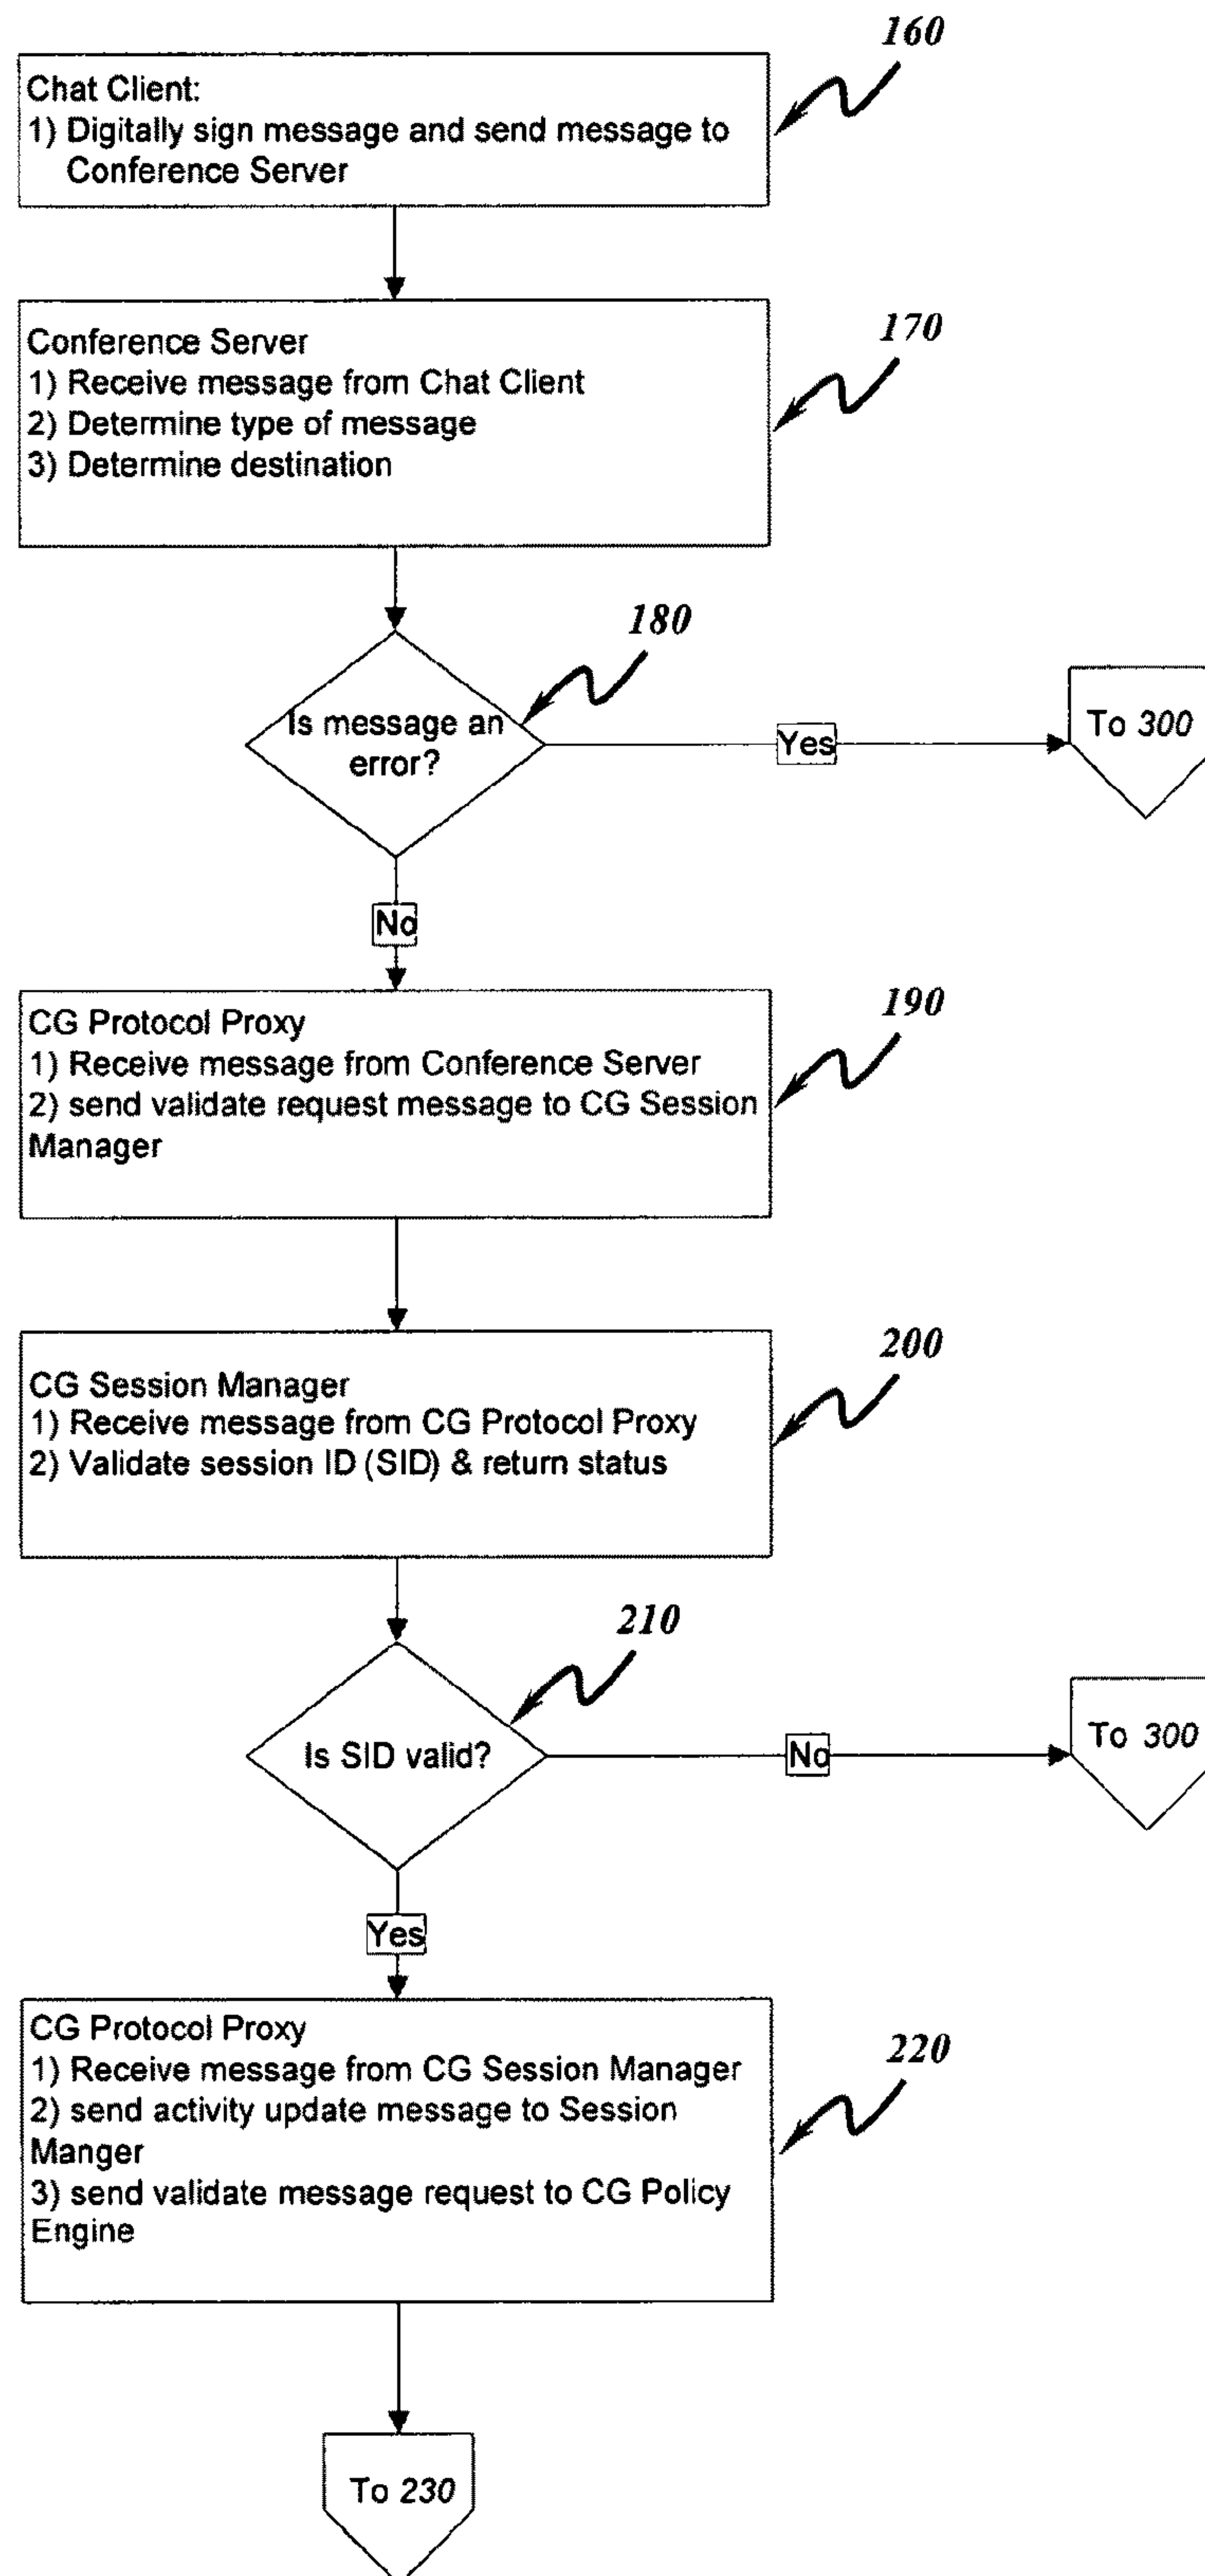 160
Chat Client:
1) Digitally sign message and send message to
Conference Server
170
Conference Server
1) Receive message from Chat Client
2) Determine type of message
3) Determine destination
180
Is message an
error?
Yes
To 300
No
190
CG Protocol Proxy
1) Receive message from Conference Server
2) send validate request message to CG Session
Manager
200
CG Session Manager
1) Receive message from CG Protocol Proxy
2) Validate session ID (SID) & return status
210
Is SID valid?
No
To 300
Yes
220
CG Protocol Proxy
1) Receive message from CG Session Manager
2) send activity update message to Session
Manger
3) send validate message request to CG Policy
Engine
To 230